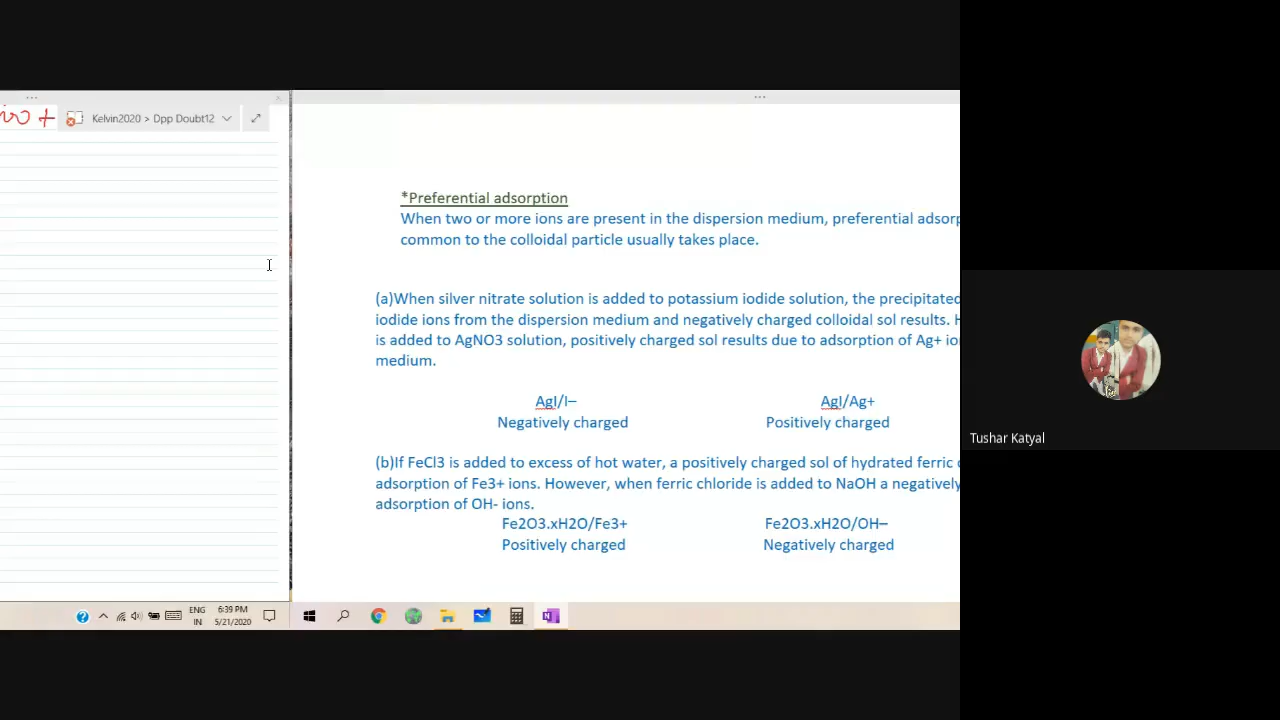 Kelvin2020 > Dpp Doubt12
*Preferential adsorption
When two or more ions are present in the dispersion medium, preferential
common to the colloidal particle usually takes place.
(a)When silver nitrate solution is added to potassium iodide solution, the precipitated
iodide ions from the dispersion medium and negatively charged colloidal sol results.
is added to AgNO3 solution, positively charged sol results due to adsorption of Ag+
medium.
AgI/I– AgI/Ag+
Negatively charged Positively charged
(b)If FeCl3 is added to excess of hot water, a positively charged sol of hydrated ferric
adsorption of Fe3+ ions. However, when ferric chloride is added to NaOH a negatively
adsorption of OH- ions.
Fe2O3.xH2O/Fe3+ Fe2O3.xH2O/OH–
Positively charged Negatively charged
Tushar Katyal
ENG 6:39 PM
IN 5/21/2020